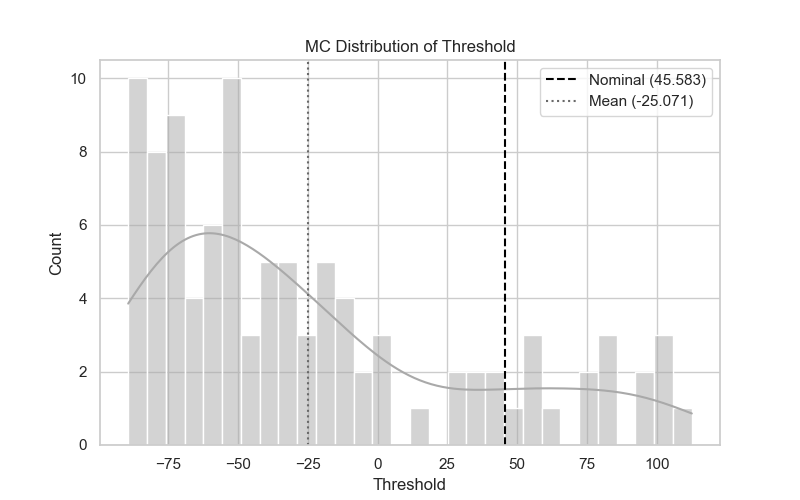 MC Distribution of Threshold
Nominal (45.583)
Mean (-25.071)
10
8
6
4
2
0
Count
−75
−50
−25
0
25
50
75
100
Threshold